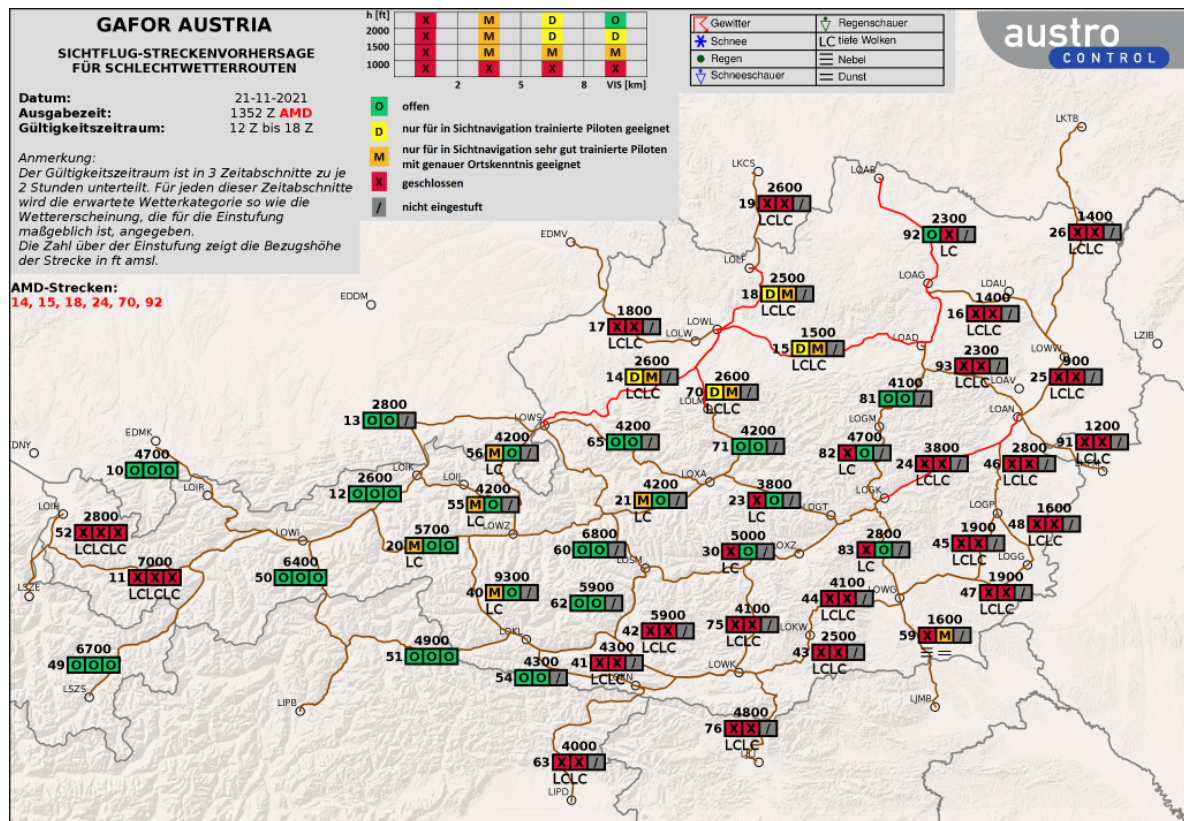 GAFOR AUSTRIA
SICHTFLUG-STRECKENVORHERSAGE
FÜR SCHLECHTWETTERROUTEN
Datum: 21-11-2021
Ausgabezeit: 1352 Z AMD
Gültigkeitszeitraum: 12 Z bis 18 Z
Anmerkung:
Der Gültigkeitszeitraum ist in 3 Zeitabschnitte zu je
2 Stunden unterteilt. Für jeden dieser Zeitabschnitte
wird die erwartete Wetterkategorie so wie die
Wettererscheinung, die für die Einstufung
maßgeblich ist, angegeben.
Die Zahl über der Einstufung zeigt die Bezugshöhe
der Strecke in ft amsl.
AMD-Strecken:
14, 15, 18, 24, 70, 92
h [ft]
X M D O
2000
X M D D
1500
X M M M
1000
X X X X
2 5 8 VIS [km]
O offen
D nur für in Sichtnavigation trainierte Piloten geeignet
M nur für in Sichtnavigation sehr gut trainierte Piloten
mit genauer Ortskenntnis geeignet
X geschlossen
/ nicht eingestuft
Gewitter Regenschauer
Schnee LC tiefe Wolken
Regen Nebel
Schneeschauer Dunst
austro
CONTROL
LKTB
LKCS
LOAB
2600
19 X X /
LCLC
2300
92 O X /
LC
1400
26 X X /
LCLC
EDMV
LOLF
2500
18 D M /
LCLC
LOAG
LOAU
1400
16 X X /
LCLC
EDDM
1800
17 X X /
LCLC
LOLW
LOWL
1500
15 D M /
LCLC
LOAD
LOWW
LZIB
2300
93 X X /
LCLC
900
25 X X /
LCLC
LOAV
2600
14 D M /
LCLC
2600
70 D M /
LCLC
LOLM
4100
81 O O /
LOGM
LOAN
2800
13 O O /
LOWS
4200
65 O O /
4200
71 O O /
4700
82 X O /
LC
3800
24 X X /
LCLC
2800
46 X X /
LCLC
1200
91 X X /
LCLC
EDMK
4700
10 O O O
4200
56 M O /
LC
LOIR
2600
12 O O O
LOIK
LOIJ
4200
55 M O /
LC
LOXA
4200
21 M O /
LC
3800
23 X O /
LC
LOGT
LOGK
LOGP
1600
48 X X /
LCLC
LOIH
2800
52 X X X
LCLCLC
LOWI
5700
20 M O O
LC
LOWZ
6800
60 O O /
LOSM
5000
30 X O /
LC
LOXZ
2800
83 X O /
LC
1900
45 X X /
LCLC
LOGG
7000
11 X X X
LCLCLC
LSZE
6400
50 O O O
9300
40 M O /
LC
5900
62 O O /
4100
44 X X /
LCLC
LOWG
1900
47 X X /
LCLC
5900
42 X X /
LCLC
4100
75 X X /
LCLC
LOKW
1600
59 X M /
6700
49 O O O
LSZS
4900
51 O O O
LOKL
4300
54 O O /
4300
41 X X /
LCLC
LOWK
2500
43 X X /
LCLC
LIPB
LJMB
4800
76 X X /
LCLC
4000
63 X X /
LCLC
LIPD